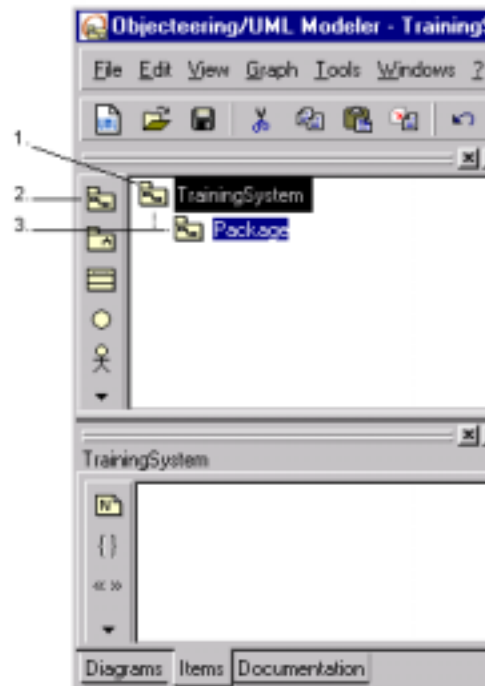 Objecteering/UML Modeler - Training
File Edit View Graph Tools Windows ?
1.
2.
TrainingSystem
3.
Package
TrainingSystem
N
{ }
« »
Diagrams Items Documentation